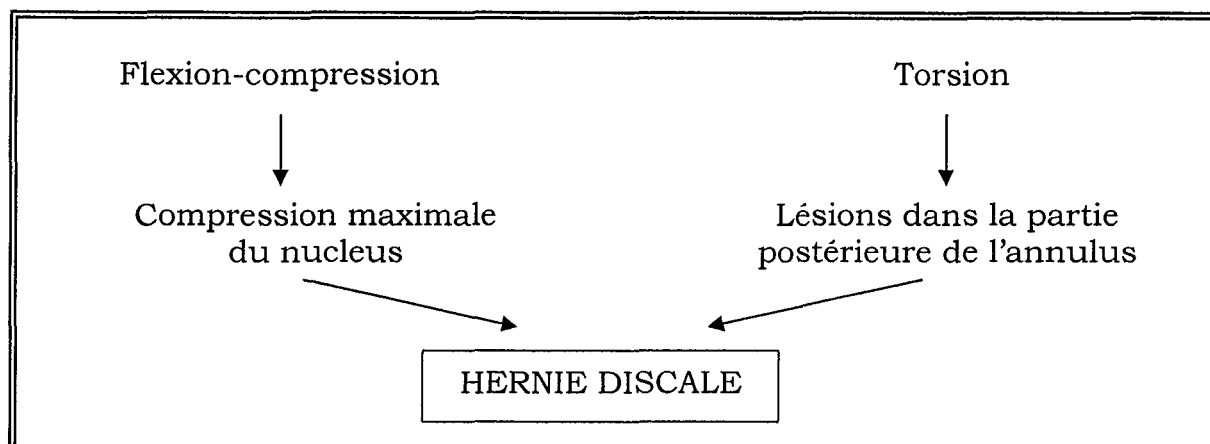 Flexion-compression
Torsion
Compression maximale
du nucleus
Lésions dans la partie
postérieure de l'annulus
HERNIE DISCALE